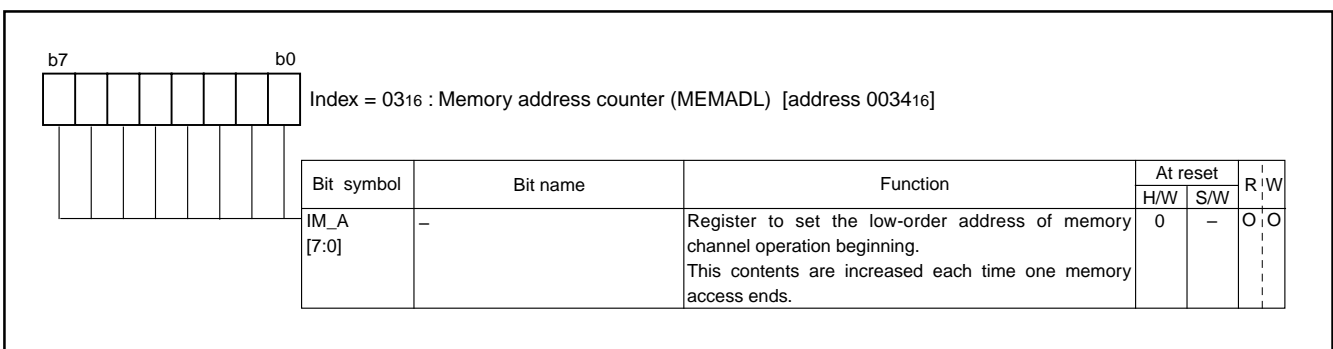 b7 b0
Index = 0316 : Memory address counter (MEMADL) [address 003416]
Bit symbol Bit name Function At reset R W
H/W S/W
IM_A – Register to set the low-order address of memory 0 – O O
[7:0] channel operation beginning.
This contents are increased each time one memory
access ends.